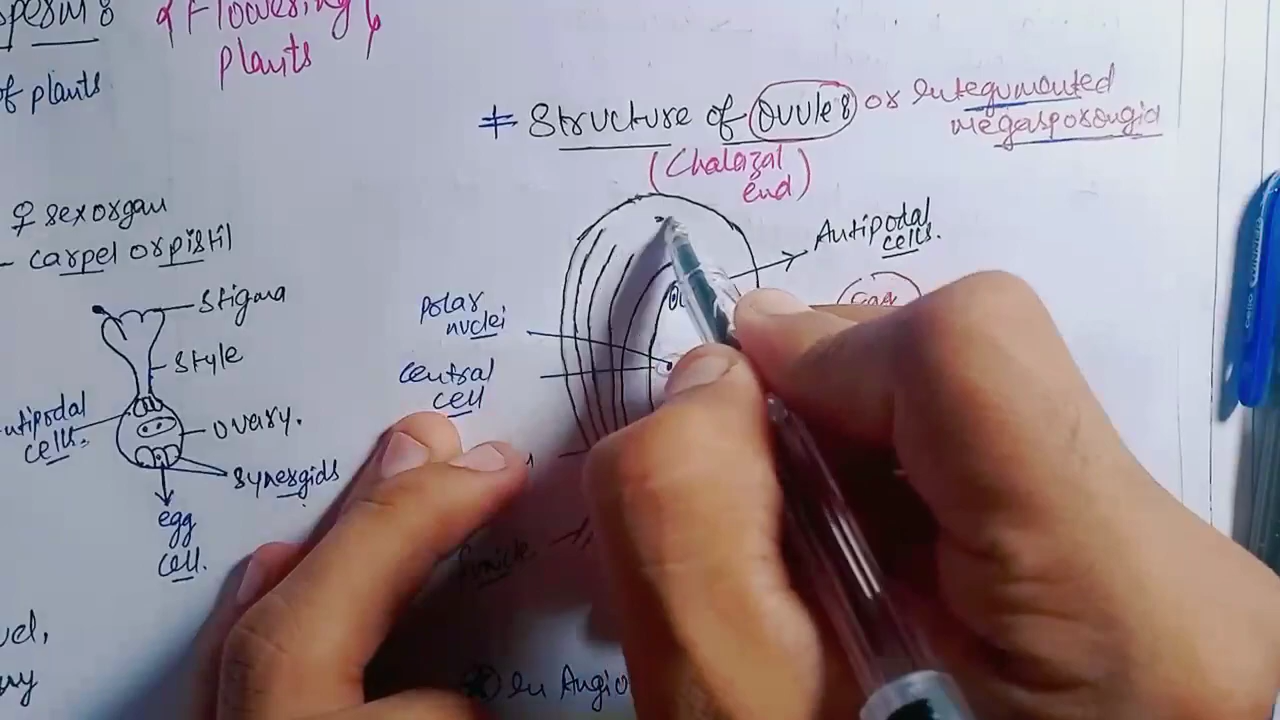 {Flowering}
plants
of plants
# Structure of Ovule : or Integumented
megasporangia
(Chalazal
end)
♀ sex organ
- carpel or pistil
Stigma
Style
Antipodal
cells.
Ovary.
Synergids
egg
cell.
Polar
nuclei
Central
cell
Antipodal
cells.
funicle
In Angio